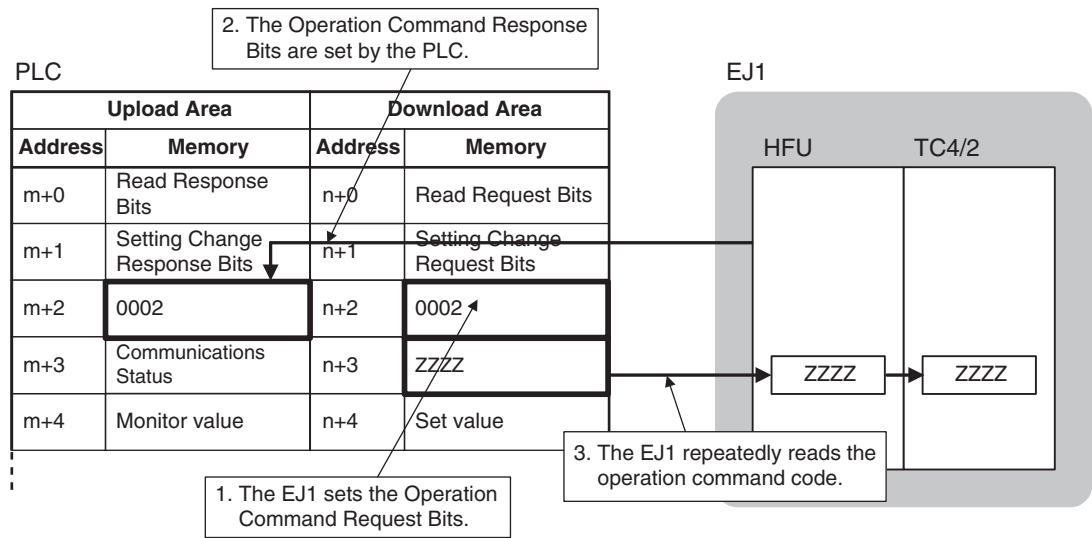 2. The Operation Command Response
Bits are set by the PLC.
PLC
EJ1
Upload Area Download Area
Address Memory Address Memory
HFU TC4/2
m+0 Read Response
Bits n+0 Read Request Bits
m+1 Setting Change
Response Bits n+1 Setting Change
Request Bits
m+2 0002 n+2 0002
m+3 Communications
Status n+3 ZZZZ
ZZZZ ZZZZ
m+4 Monitor value n+4 Set value
3. The EJ1 repeatedly reads the
operation command code.
1. The EJ1 sets the Operation
Command Request Bits.